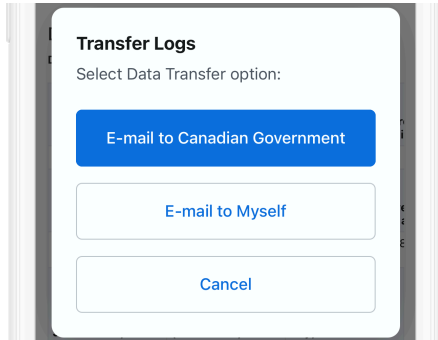 Transfer Logs
Select Data Transfer option:
E-mail to Canadian Government
E-mail to Myself
Cancel